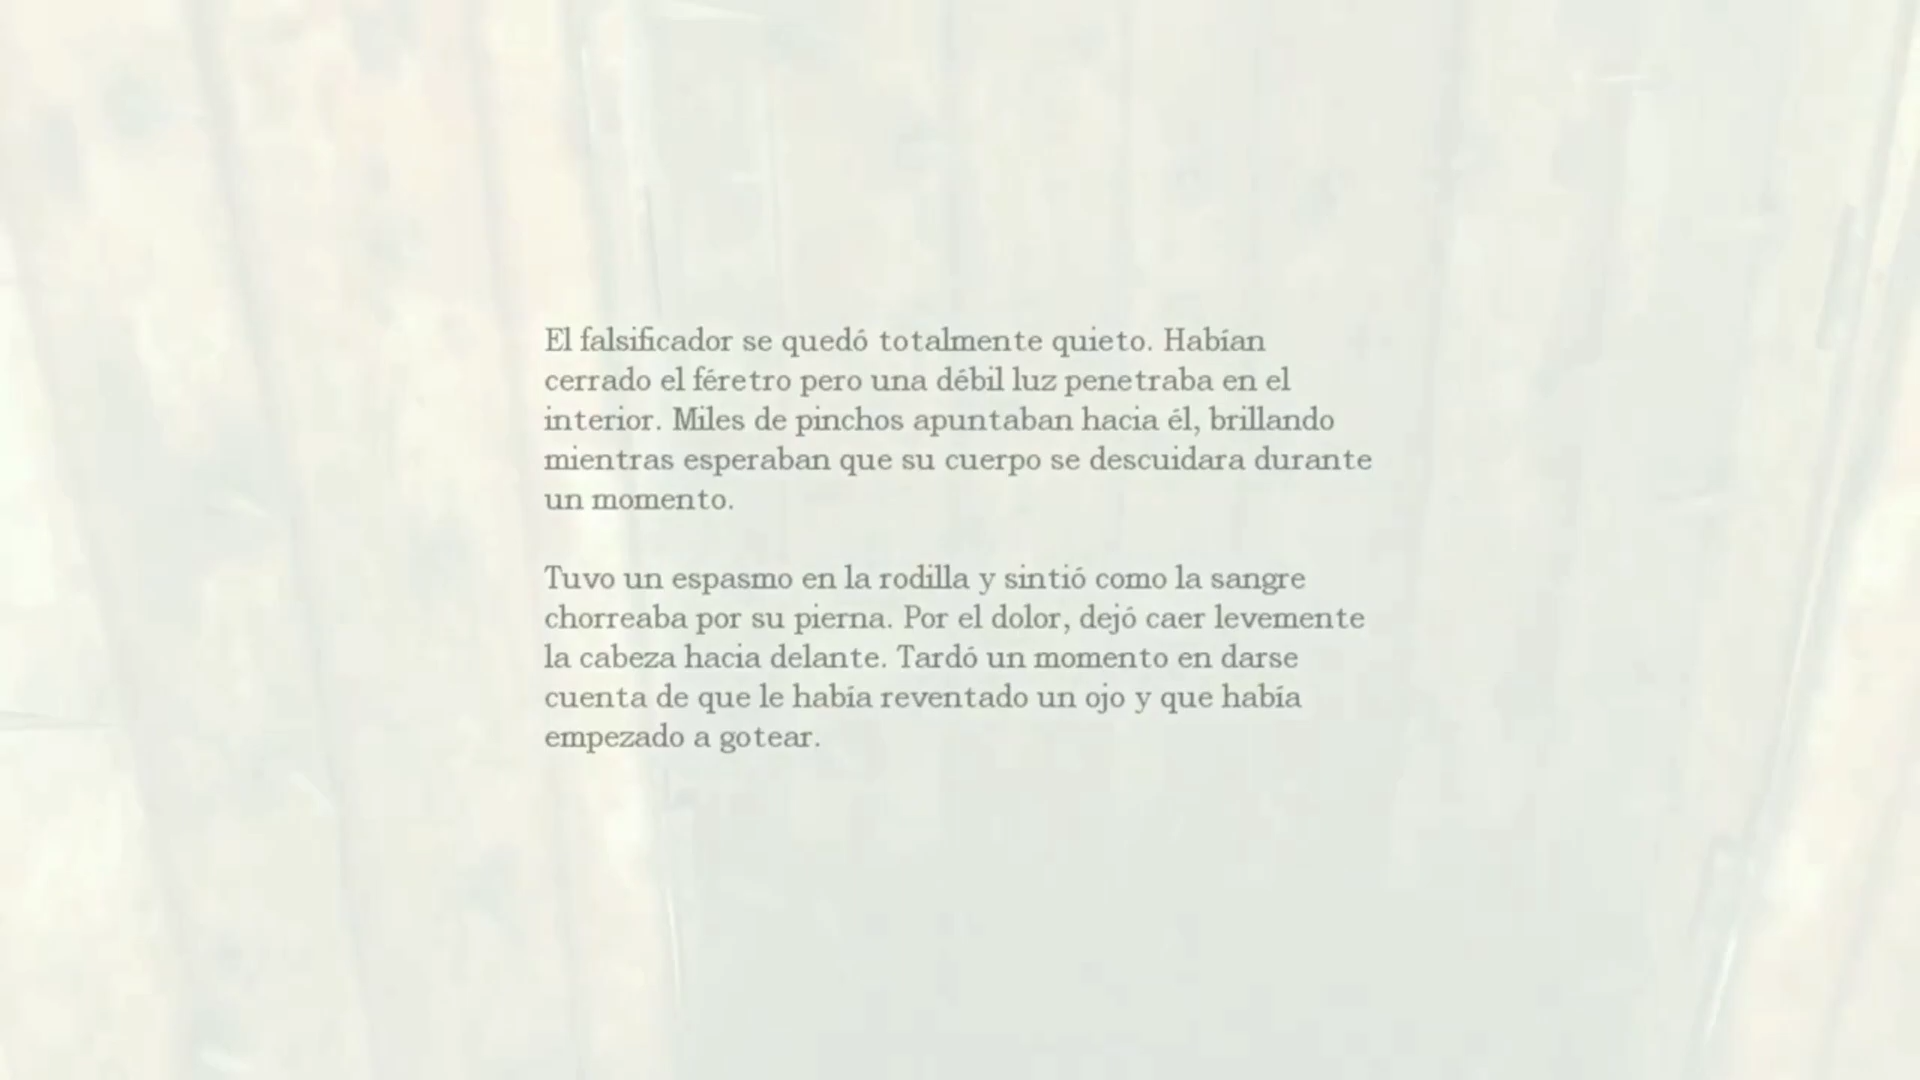 El falsificador se quedó totalmente quieto. Habían
cerrado el féretro pero una débil luz penetraba en el
interior. Miles de pinchos apuntaban hacia él, brillando
mientras esperaban que su cuerpo se descuidara durante
un momento.
Tuvo un espasmo en la rodilla y sintió como la sangre
chorreaba por su pierna. Por el dolor, dejó caer levemente
la cabeza hacia delante. Tardó un momento en darse
cuenta de que le había reventado un ojo y que había
empezado a gotear.